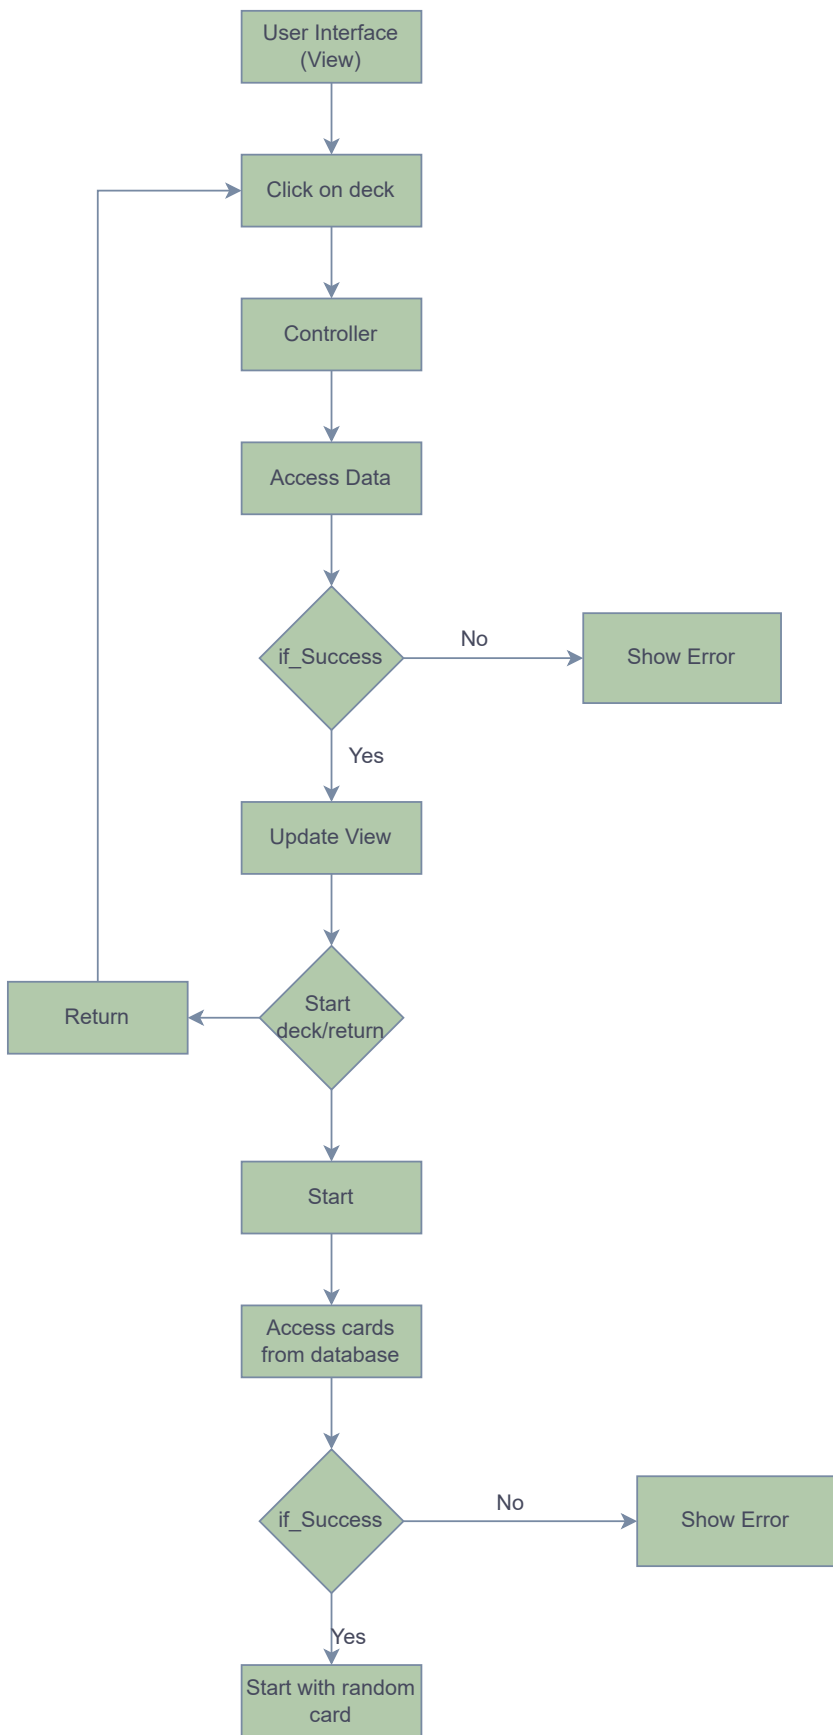 User Interface
(View)
Click on deck
Controller
Access Data
if_Success
No
Show Error
Yes
Update View
Start
deck/return
Return
Start
Access cards
from database
if_Success
No
Show Error
Yes
Start with random
card